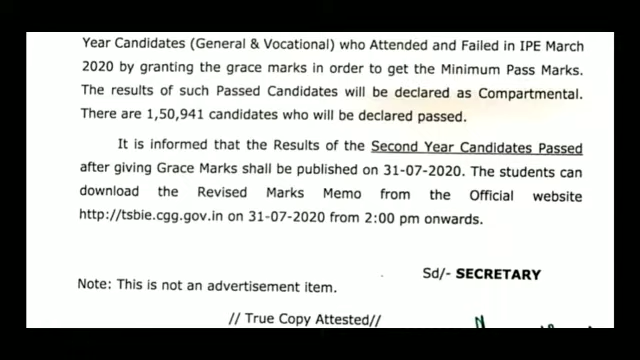 Year Candidates (General & Vocational) who Attended and Failed in IPE March
2020 by granting the grace marks in order to get the Minimum Pass Marks.
The results of such Passed Candidates will be declared as Compartmental.
There are 1,50,941 candidates who will be declared passed.
It is informed that the Results of the Second Year Candidates Passed
after giving Grace Marks shall be published on 31-07-2020. The students can
download the Revised Marks Memo from the Official website
http://tsbie.cgg.gov.in on 31-07-2020 from 2:00 pm onwards.
Sd/- SECRETARY
Note: This is not an advertisement item.
// True Copy Attested//